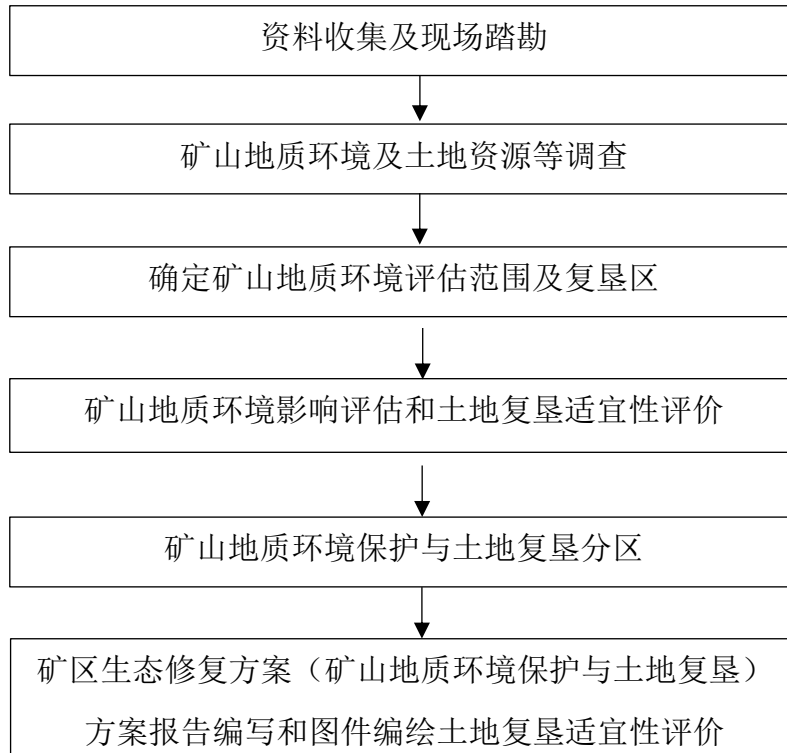 资料收集及现场踏勘
矿山地质环境及土地资源等调查
确定矿山地质环境评估范围及复垦区
矿山地质环境影响评估和土地复垦适宜性评价
矿山地质环境保护与土地复垦分区
矿区生态修复方案（矿山地质环境保护与土地复垦）
方案报告编写和图件编绘土地复垦适宜性评价